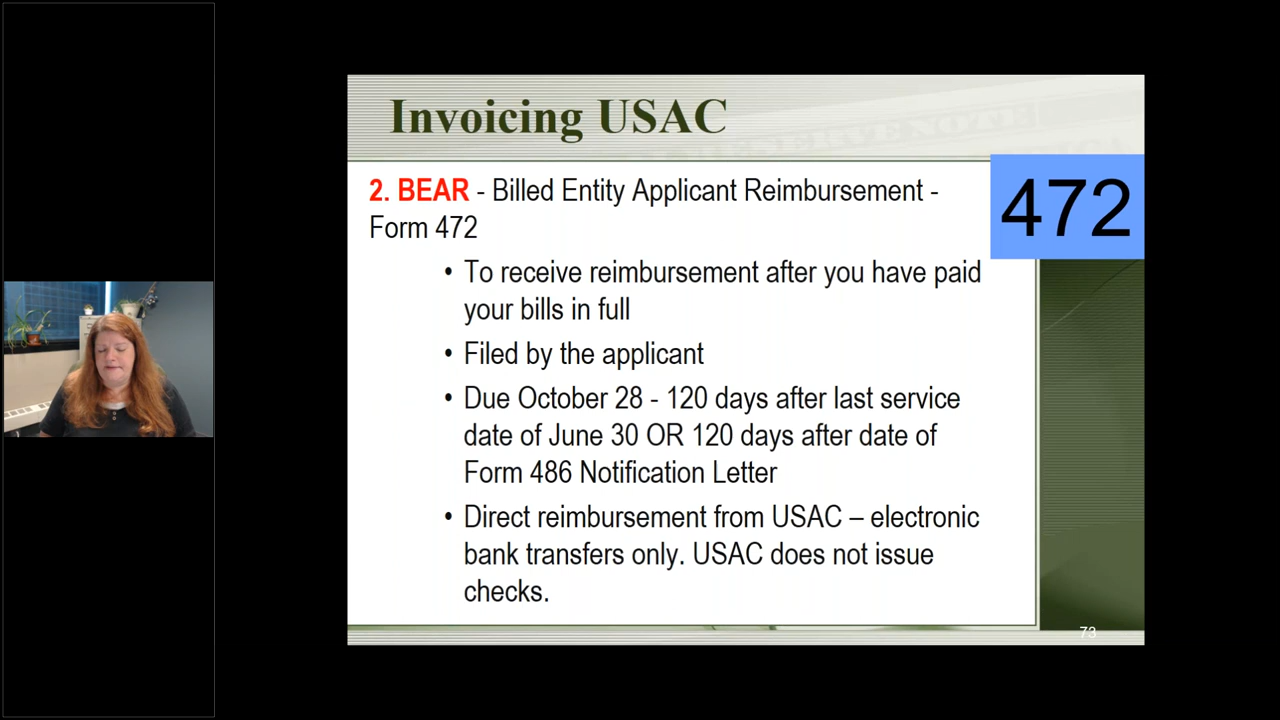 Invoicing USAC
2. BEAR - Billed Entity Applicant Reimbursement -
Form 472
472
• To receive reimbursement after you have paid
your bills in full
• Filed by the applicant
• Due October 28 - 120 days after last service
date of June 30 OR 120 days after date of
Form 486 Notification Letter
• Direct reimbursement from USAC – electronic
bank transfers only. USAC does not issue
checks.
73